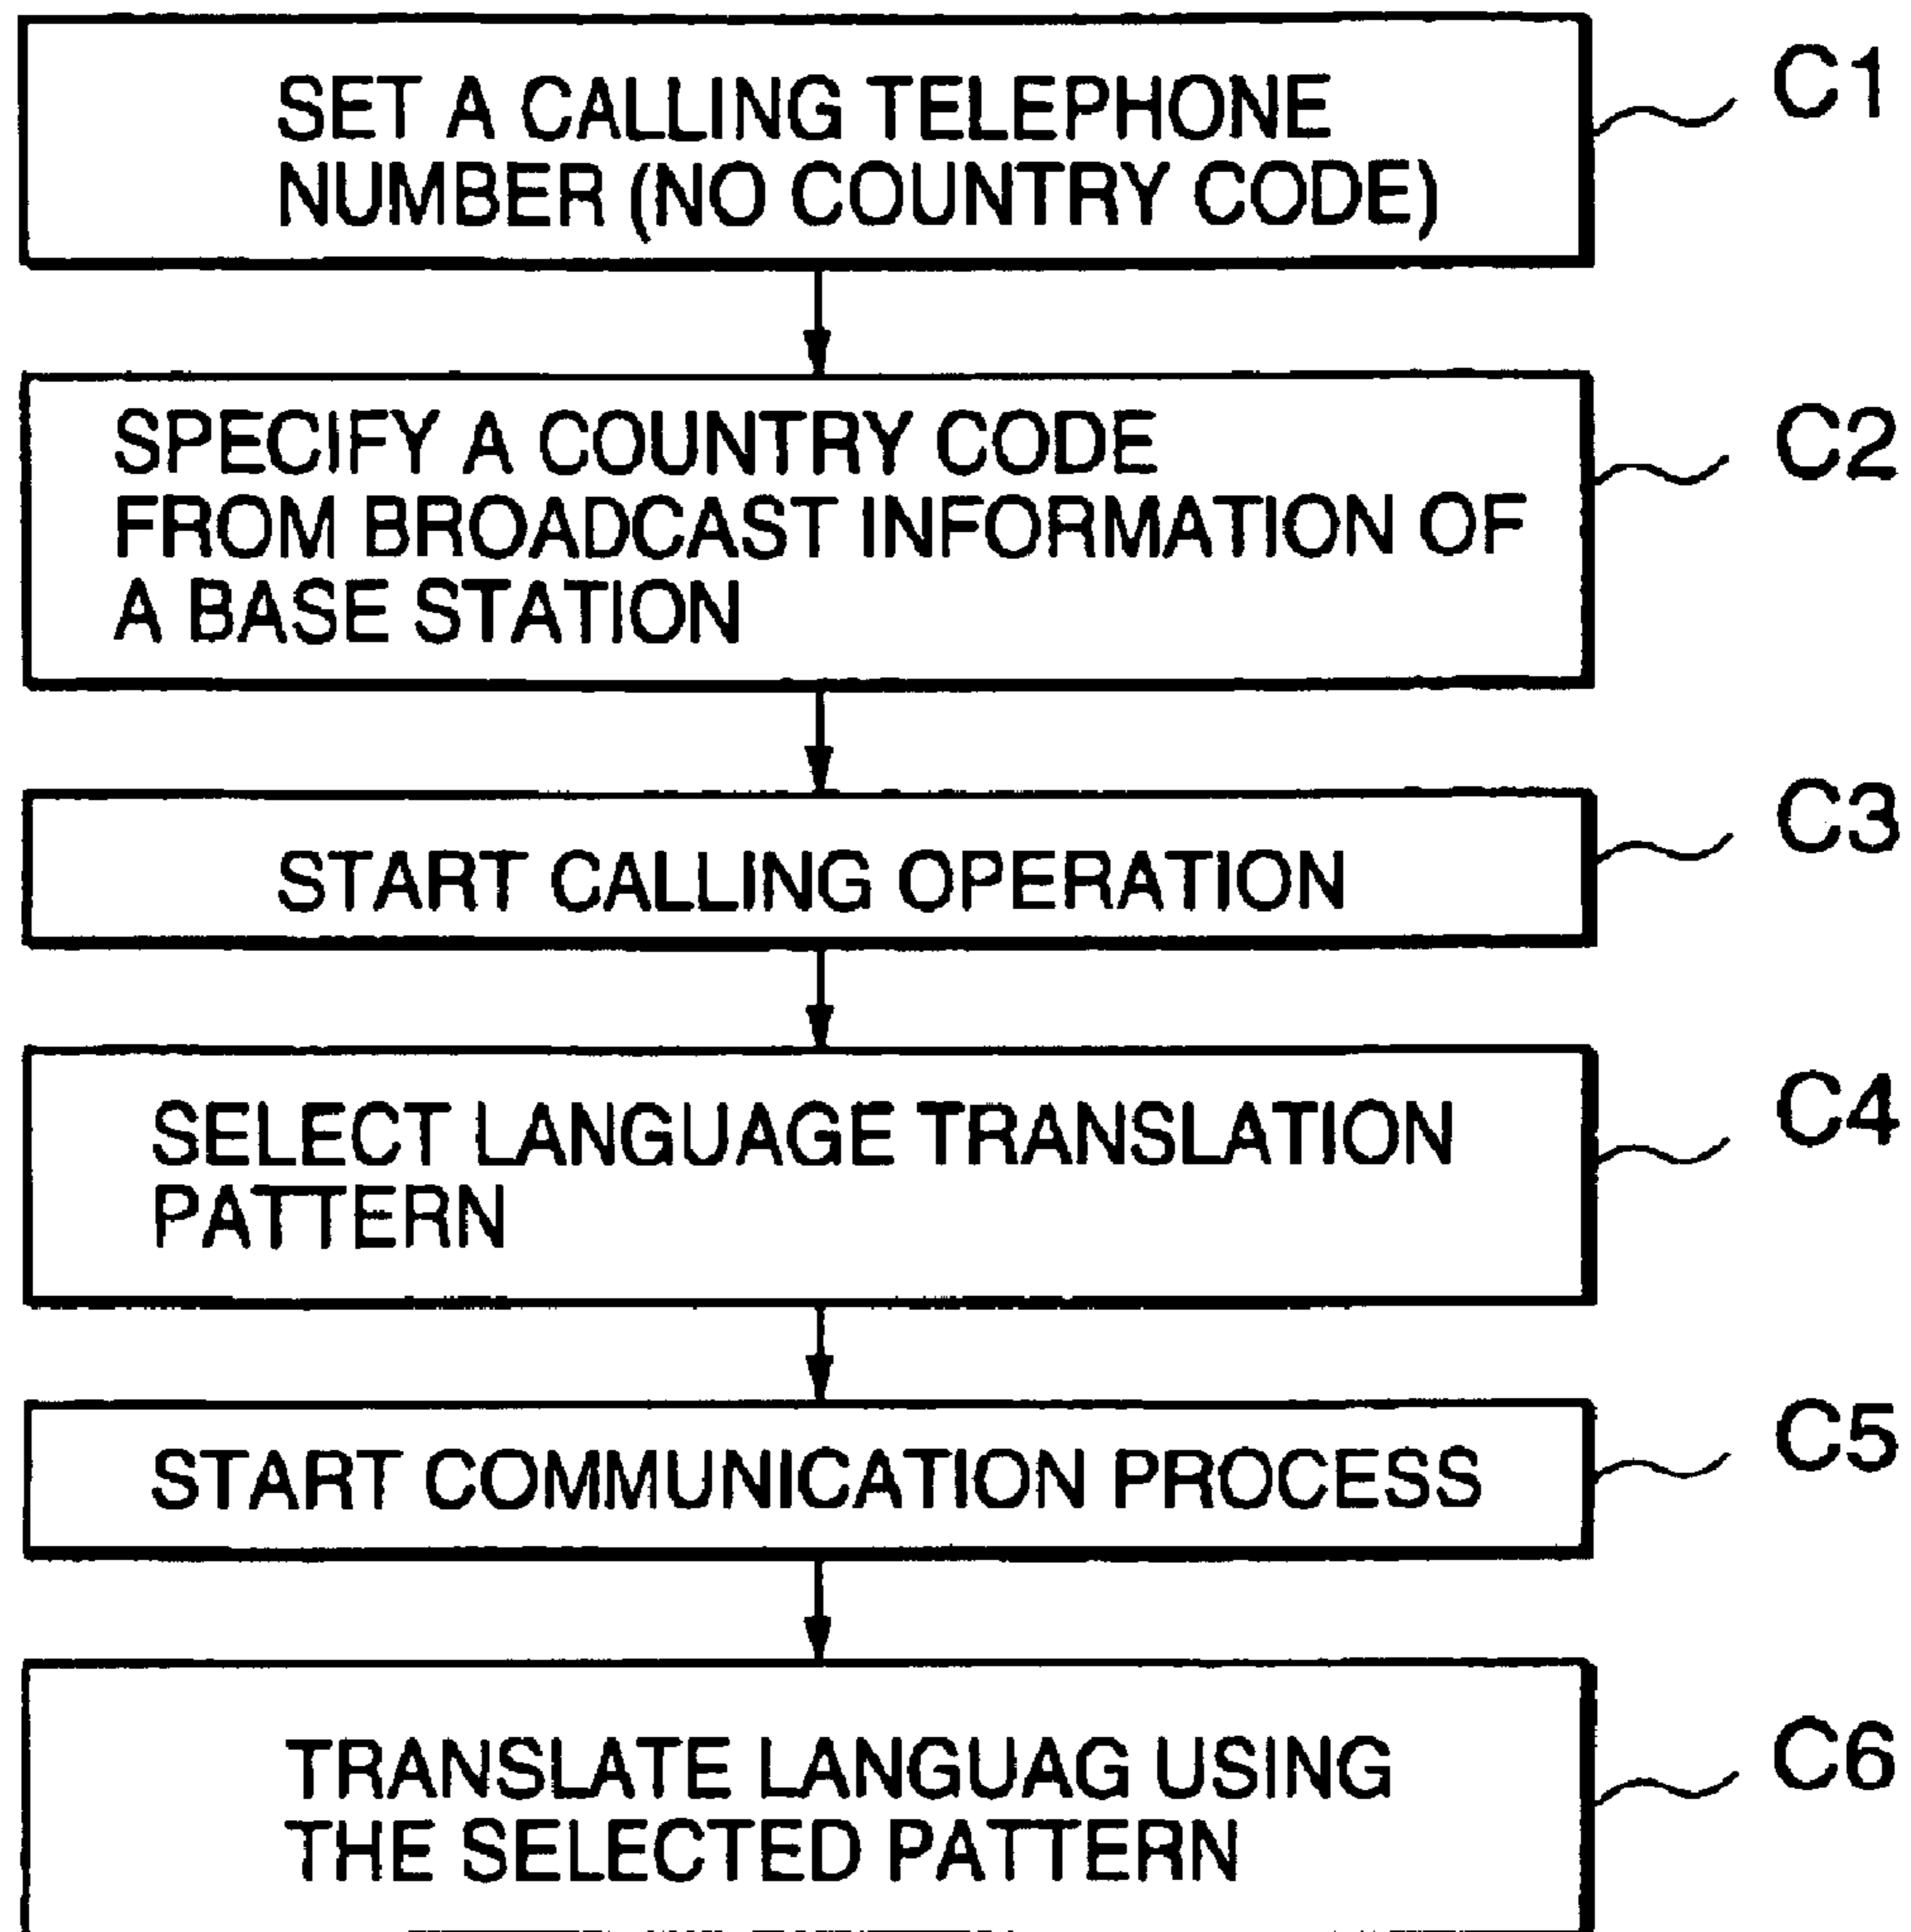 SET A CALLING TELEPHONE
NUMBER (NO COUNTRY CODE)
C1
SPECIFY A COUNTRY CODE
FROM BROADCAST INFORMATION OF
A BASE STATION
C2
START CALLING OPERATION
C3
SELECT LANGUAGE TRANSLATION
PATTERN
C4
START COMMUNICATION PROCESS
C5
TRANSLATE LANGUAG USING
THE SELECTED PATTERN
C6